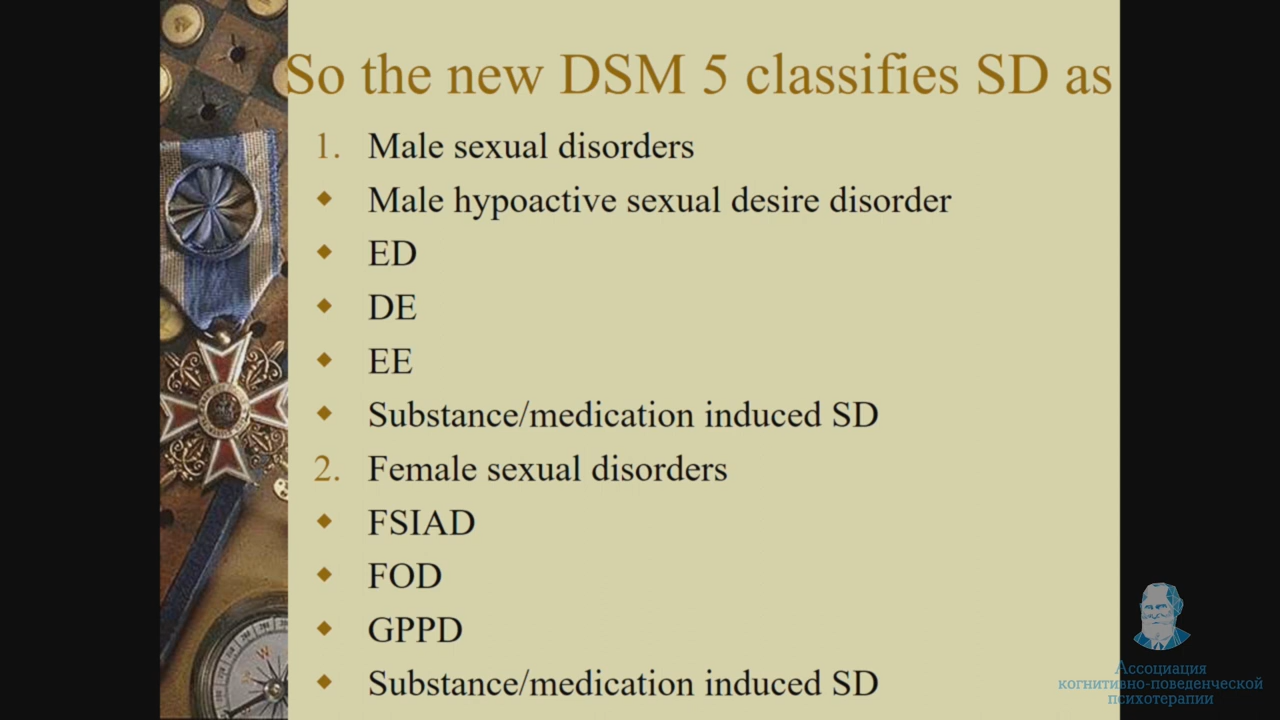 So the new DSM 5 classifies SD as
1. Male sexual disorders
Male hypoactive sexual desire disorder
ED
DE
EE
Substance/medication induced SD
2. Female sexual disorders
FSIAD
FOD
GPPD
Substance/medication induced SD
Ассоциация
когнитивно-поведенческой
психотерапии